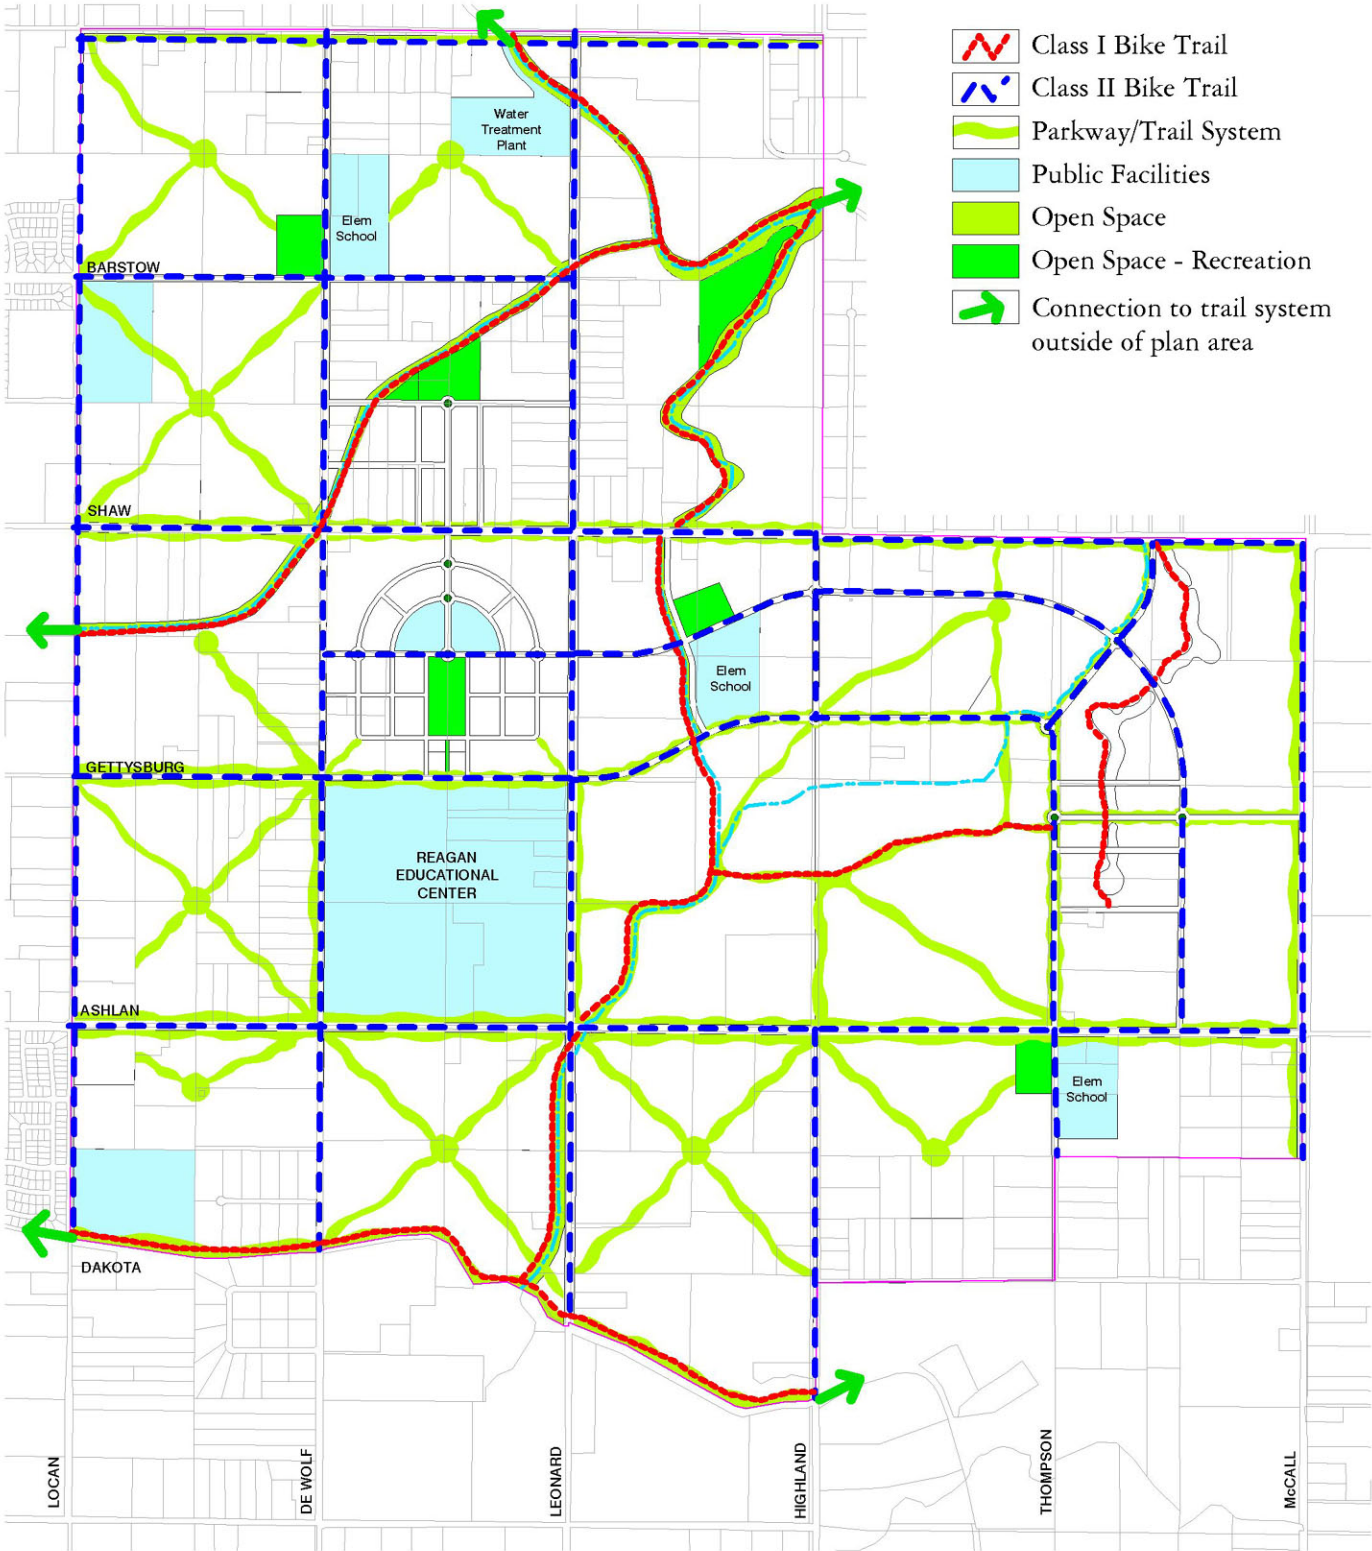 Class I Bike Trail
Class II Bike Trail
Parkway/Trail System
Public Facilities
Open Space
Open Space - Recreation
Connection to trail system
outside of plan area
Water
Treatment
Plant
Elem
School
BARSTOW
SHAW
Elem
School
GETTYSBURG
REAGAN
EDUCATIONAL
CENTER
ASHLAN
Elem
School
DAKOTA
LOCAN
DE WOLF
LEONARD
HIGHLAND
THOMPSON
McCALL